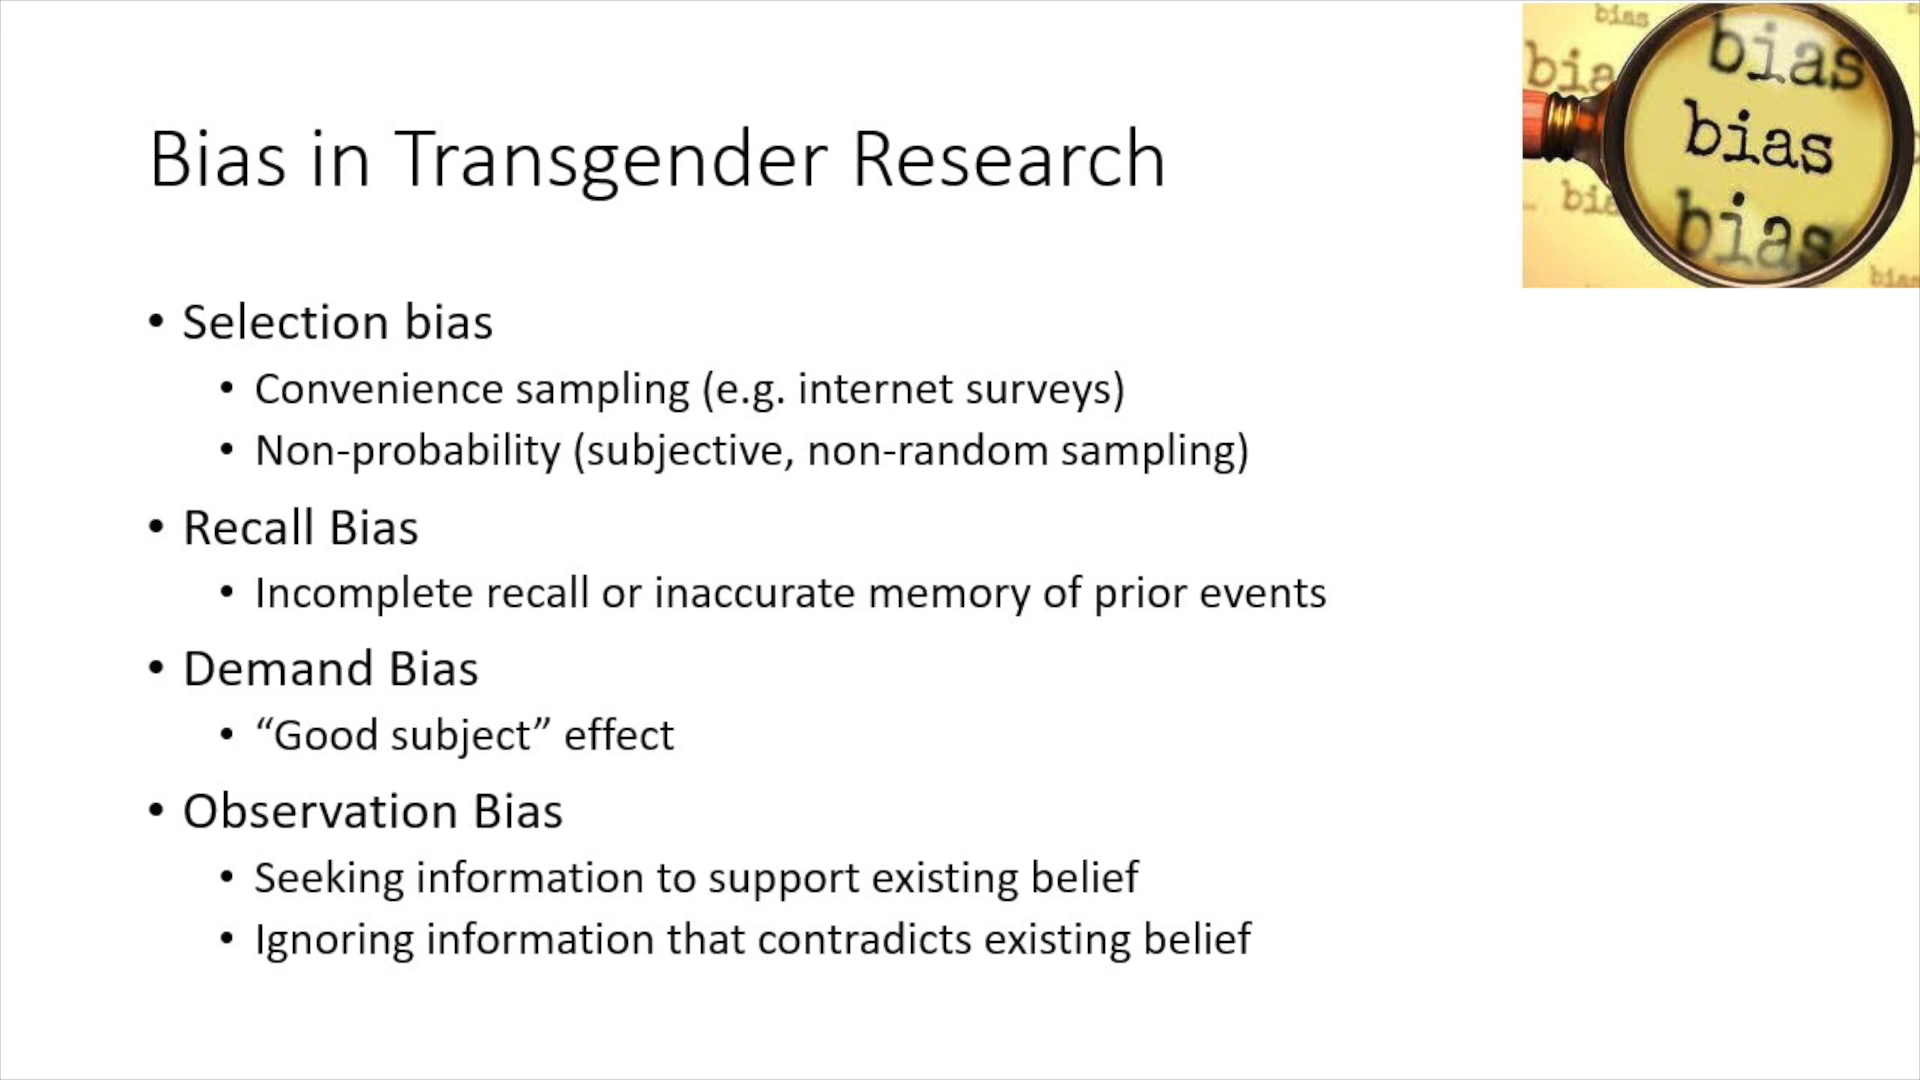 bias
bias
bias
bias
bias
Bias in Transgender Research
• Selection bias
• Convenience sampling (e.g. internet surveys)
• Non-probability (subjective, non-random sampling)
• Recall Bias
• Incomplete recall or inaccurate memory of prior events
• Demand Bias
• “Good subject” effect
• Observation Bias
• Seeking information to support existing belief
• Ignoring information that contradicts existing belief